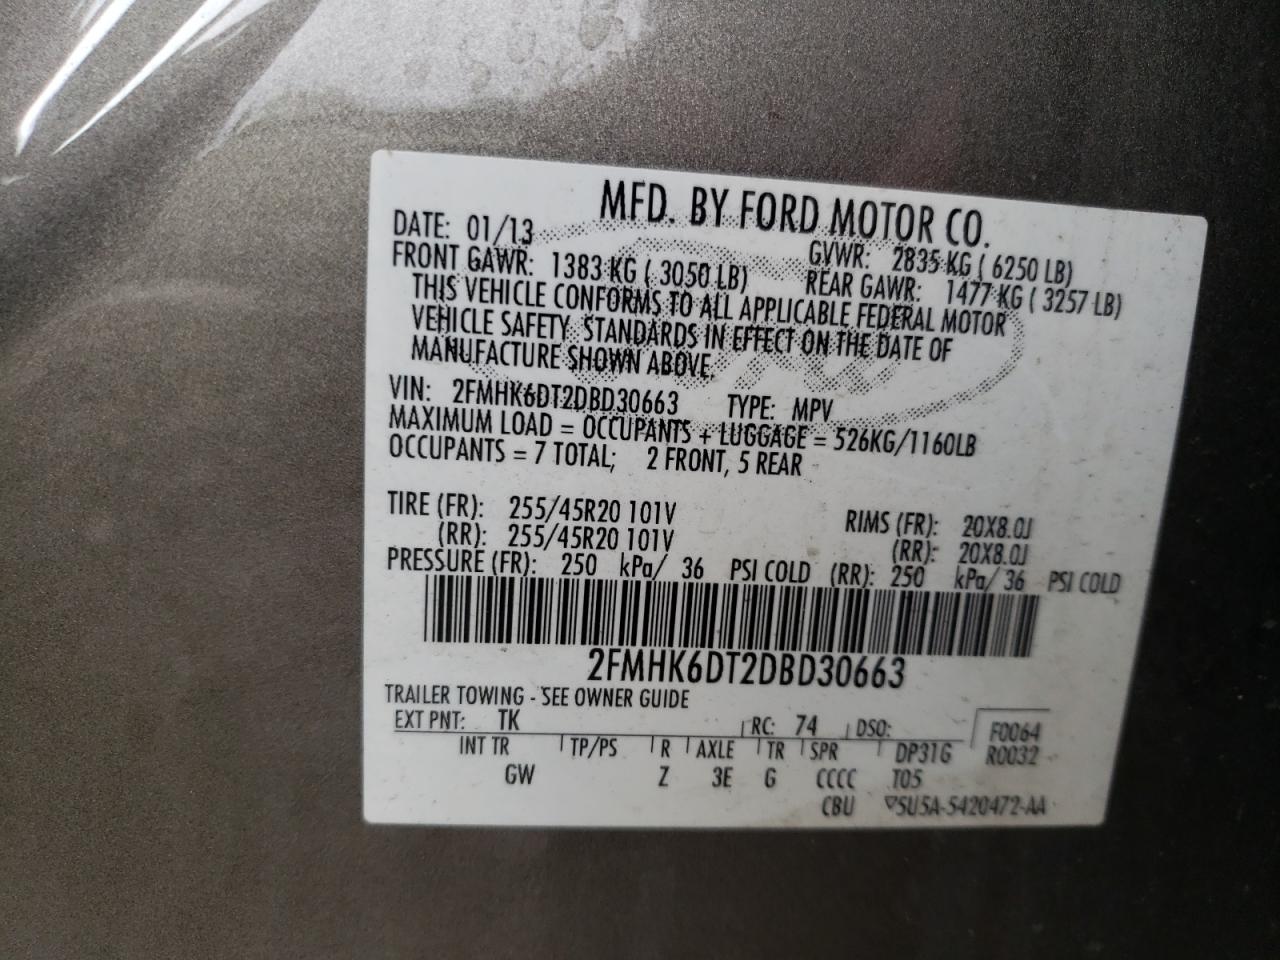 MFD. BY FORD MOTOR CO.
DATE: 01/13 GVWR: 2835 KG ( 6250 LB)
FRONT GAWR: 1383 KG ( 3050 LB) REAR GAWR: 1477 KG ( 3257 LB)
THIS VEHICLE CONFORMS TO ALL APPLICABLE FEDERAL MOTOR
VEHICLE SAFETY STANDARDS IN EFFECT ON THE DATE OF
MANUFACTURE SHOWN ABOVE.
VIN: 2FMHK6DT2DBD30663 TYPE: MPV
MAXIMUM LOAD = OCCUPANTS + LUGGAGE = 526KG/1160LB
OCCUPANTS = 7 TOTAL; 2 FRONT, 5 REAR
TIRE (FR): 255/45R20 101V RIMS (FR): 20X8.0J
(RR): 255/45R20 101V (RR): 20X8.0J
PRESSURE (FR): 250 kPa/ 36 PSI COLD (RR): 250 kPa/ 36 PSI COLD
2FMHK6DT2DBD30663
TRAILER TOWING - SEE OWNER GUIDE
EXT PNT: TK RC: 74 DSO: F0064
INT TR TP/PS R AXLE TR SPR DP31G R0032
GW Z 3E G CCCC T05
CBU ▽5U5A-5420472-AA